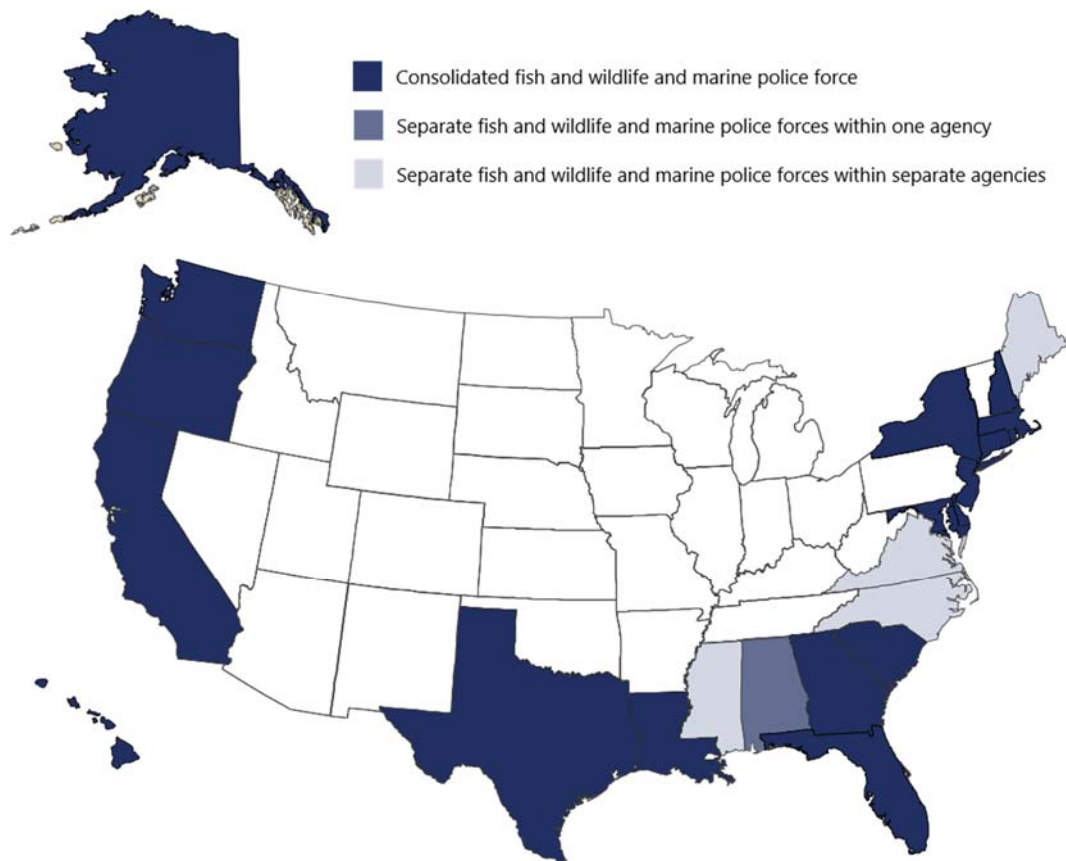 Consolidated fish and wildlife and marine police force
Separate fish and wildlife and marine police forces within one agency
Separate fish and wildlife and marine police forces within separate agencies